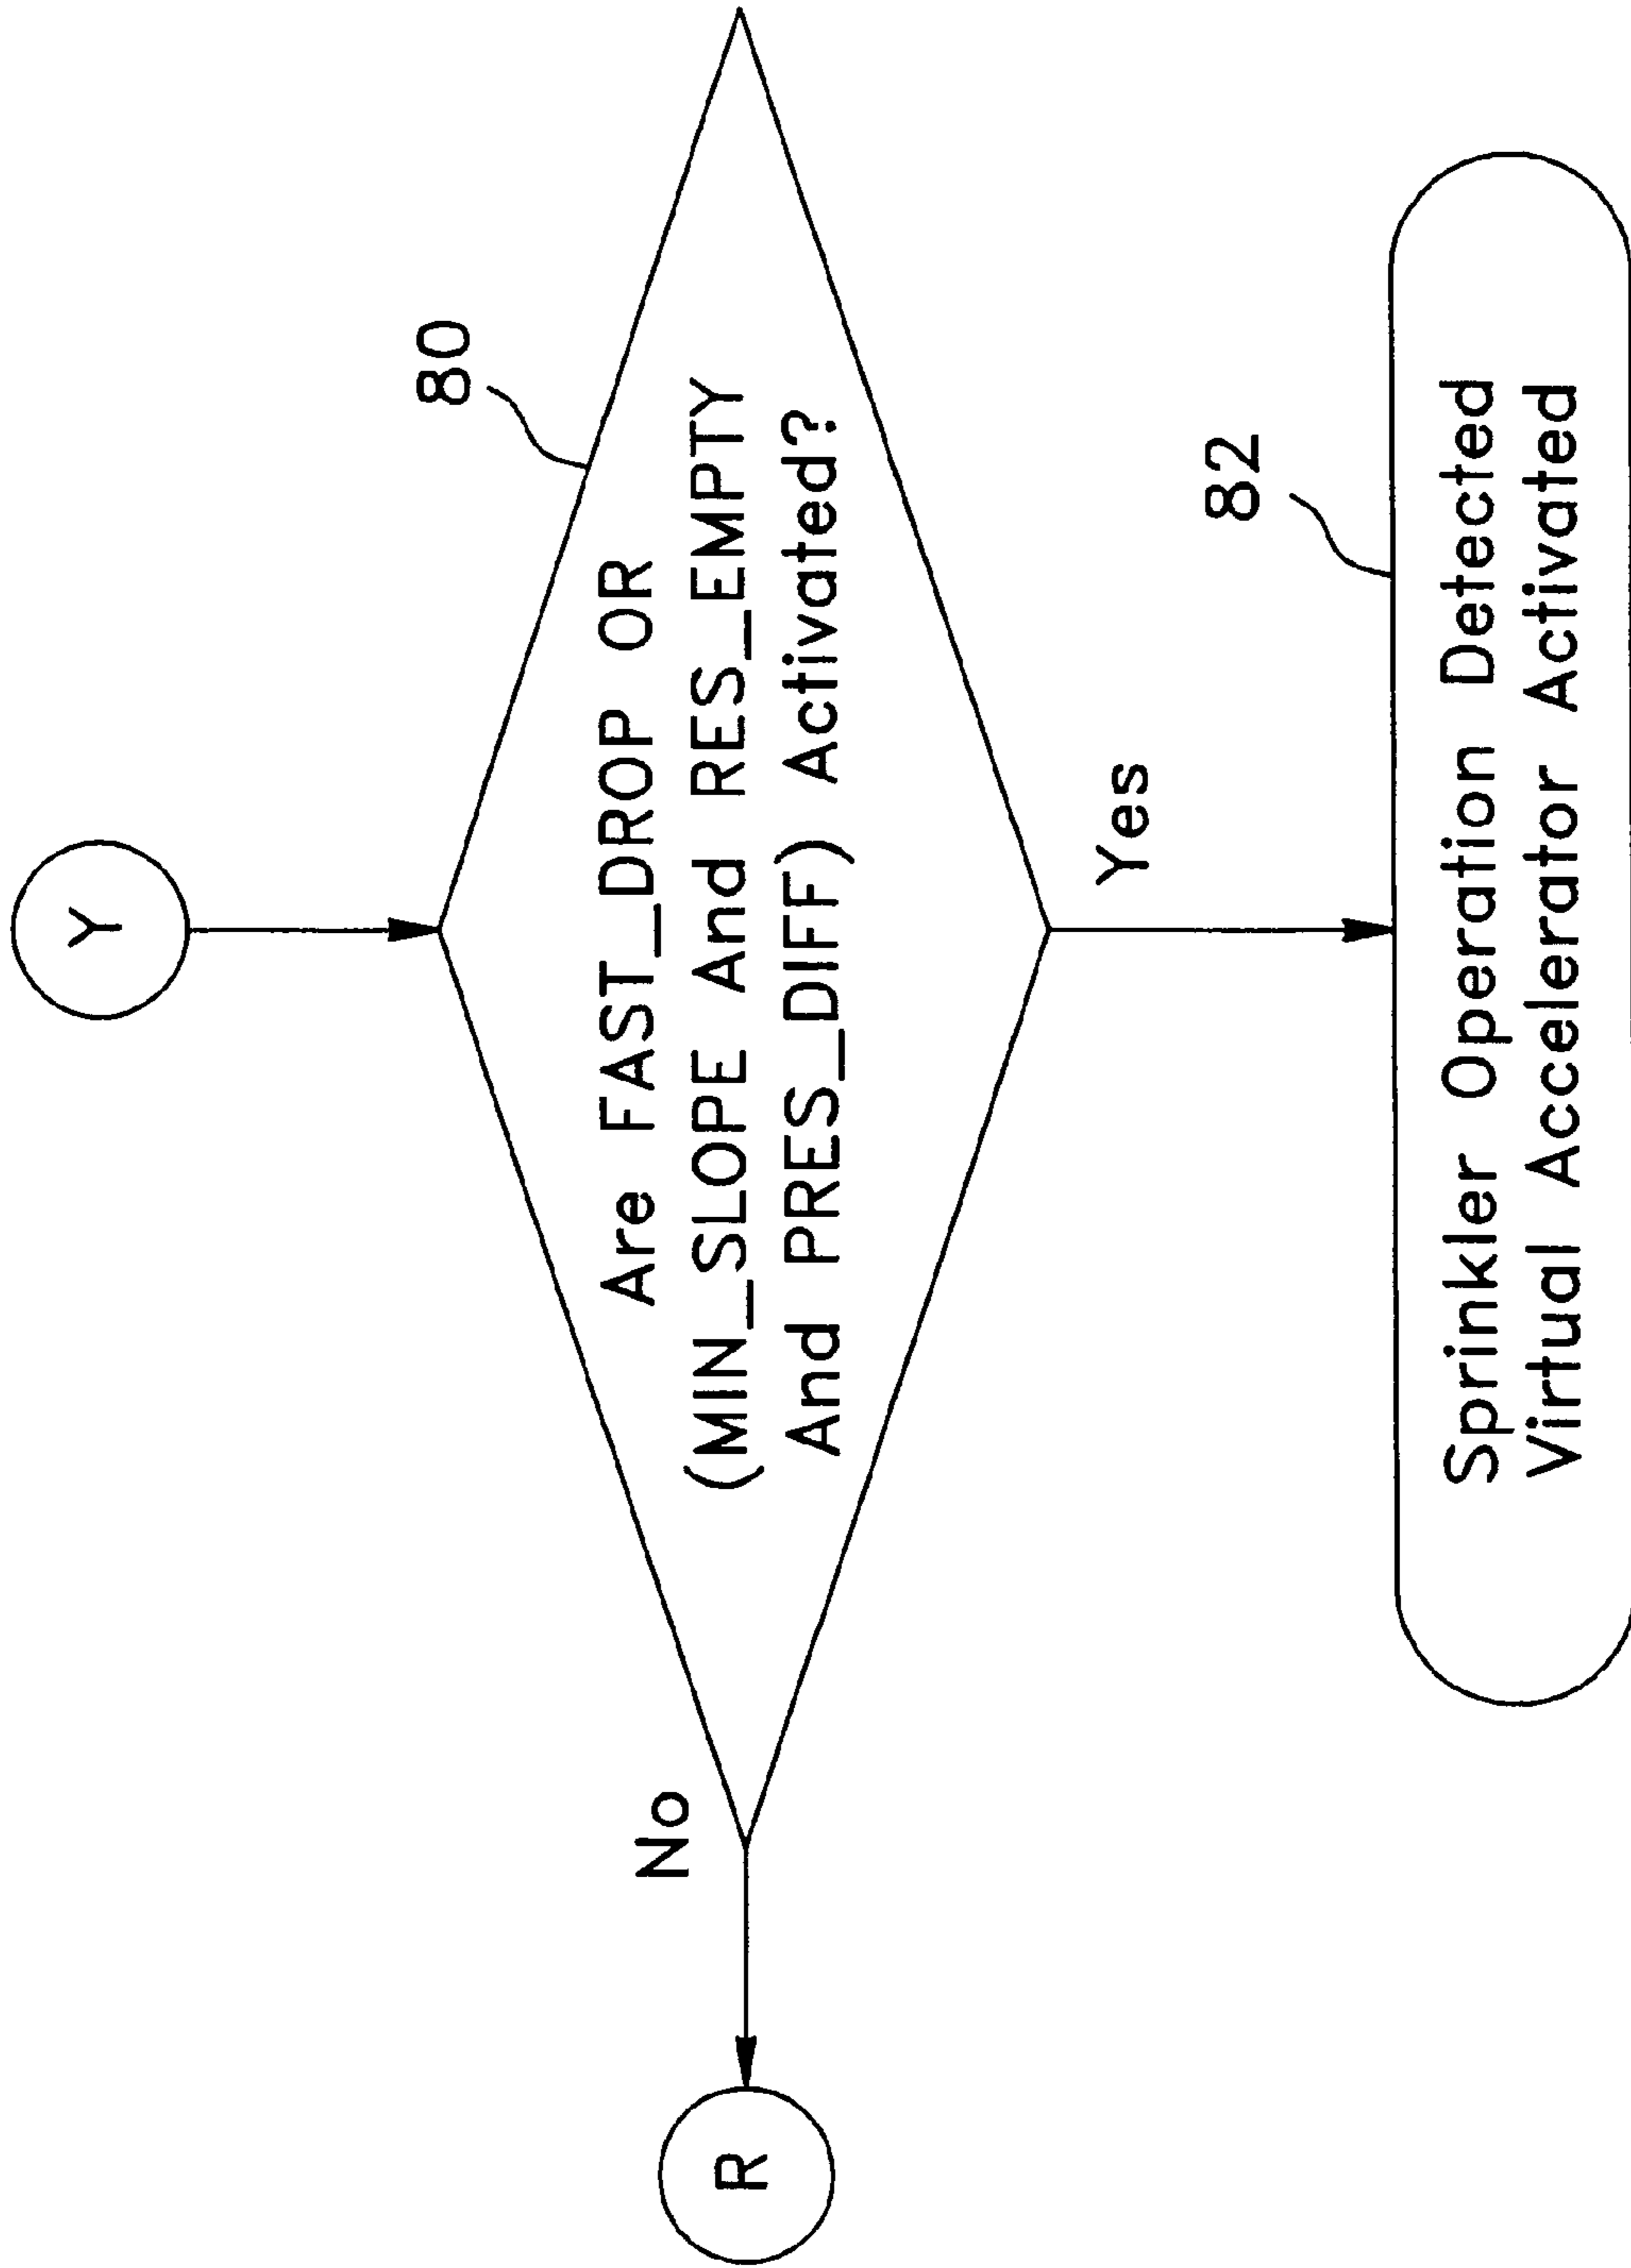 Y
80
Are FAST_DROP OR
(MIN_SLOPE And RES_EMPTY
And PRES_DIFF) Activated?
No
R
Yes
82
Sprinkler Operation Detected
Virtual Accelerator Activated